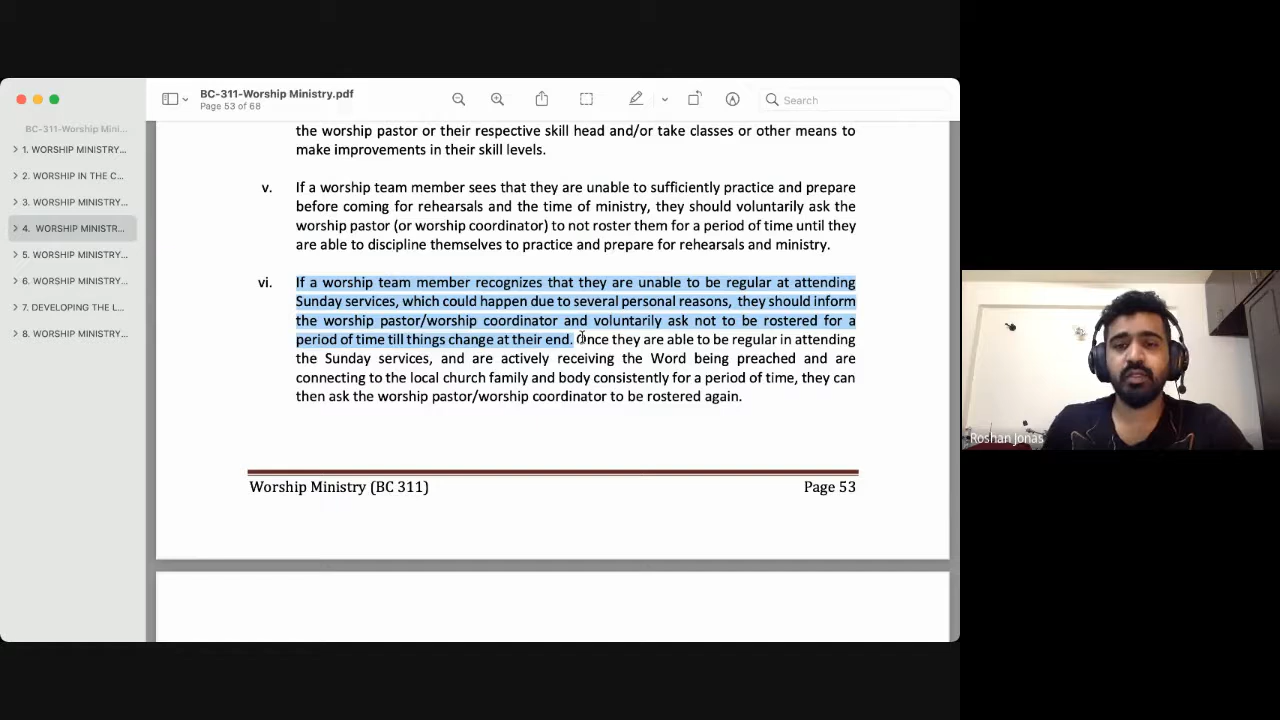 BC-311-Worship Ministry.pdf
Page 53 of 68
Search
BC-311-Worship Mini...
1. WORSHIP MINISTRY...
2. WORSHIP IN THE C...
3. WORSHIP MINISTRY...
4. WORSHIP MINISTR...
5. WORSHIP MINISTRY...
6. WORSHIP MINISTRY...
7. DEVELOPING THE L...
8. WORSHIP MINISTRY...
the worship pastor or their respective skill head and/or take classes or other means to
make improvements in their skill levels.
v. If a worship team member sees that they are unable to sufficiently practice and prepare
before coming for rehearsals and the time of ministry, they should voluntarily ask the
worship pastor (or worship coordinator) to not roster them for a period of time until they
are able to discipline themselves to practice and prepare for rehearsals and ministry.
vi. If a worship team member recognizes that they are unable to be regular at attending
Sunday services, which could happen due to several personal reasons, they should inform
the worship pastor/worship coordinator and voluntarily ask not to be rostered for a
period of time till things change at their end. Once they are able to be regular in attending
the Sunday services, and are actively receiving the Word being preached and are
connecting to the local church family and body consistently for a period of time, they can
then ask the worship pastor/worship coordinator to be rostered again.
Worship Ministry (BC 311)
Page 53
Roshan Jonas